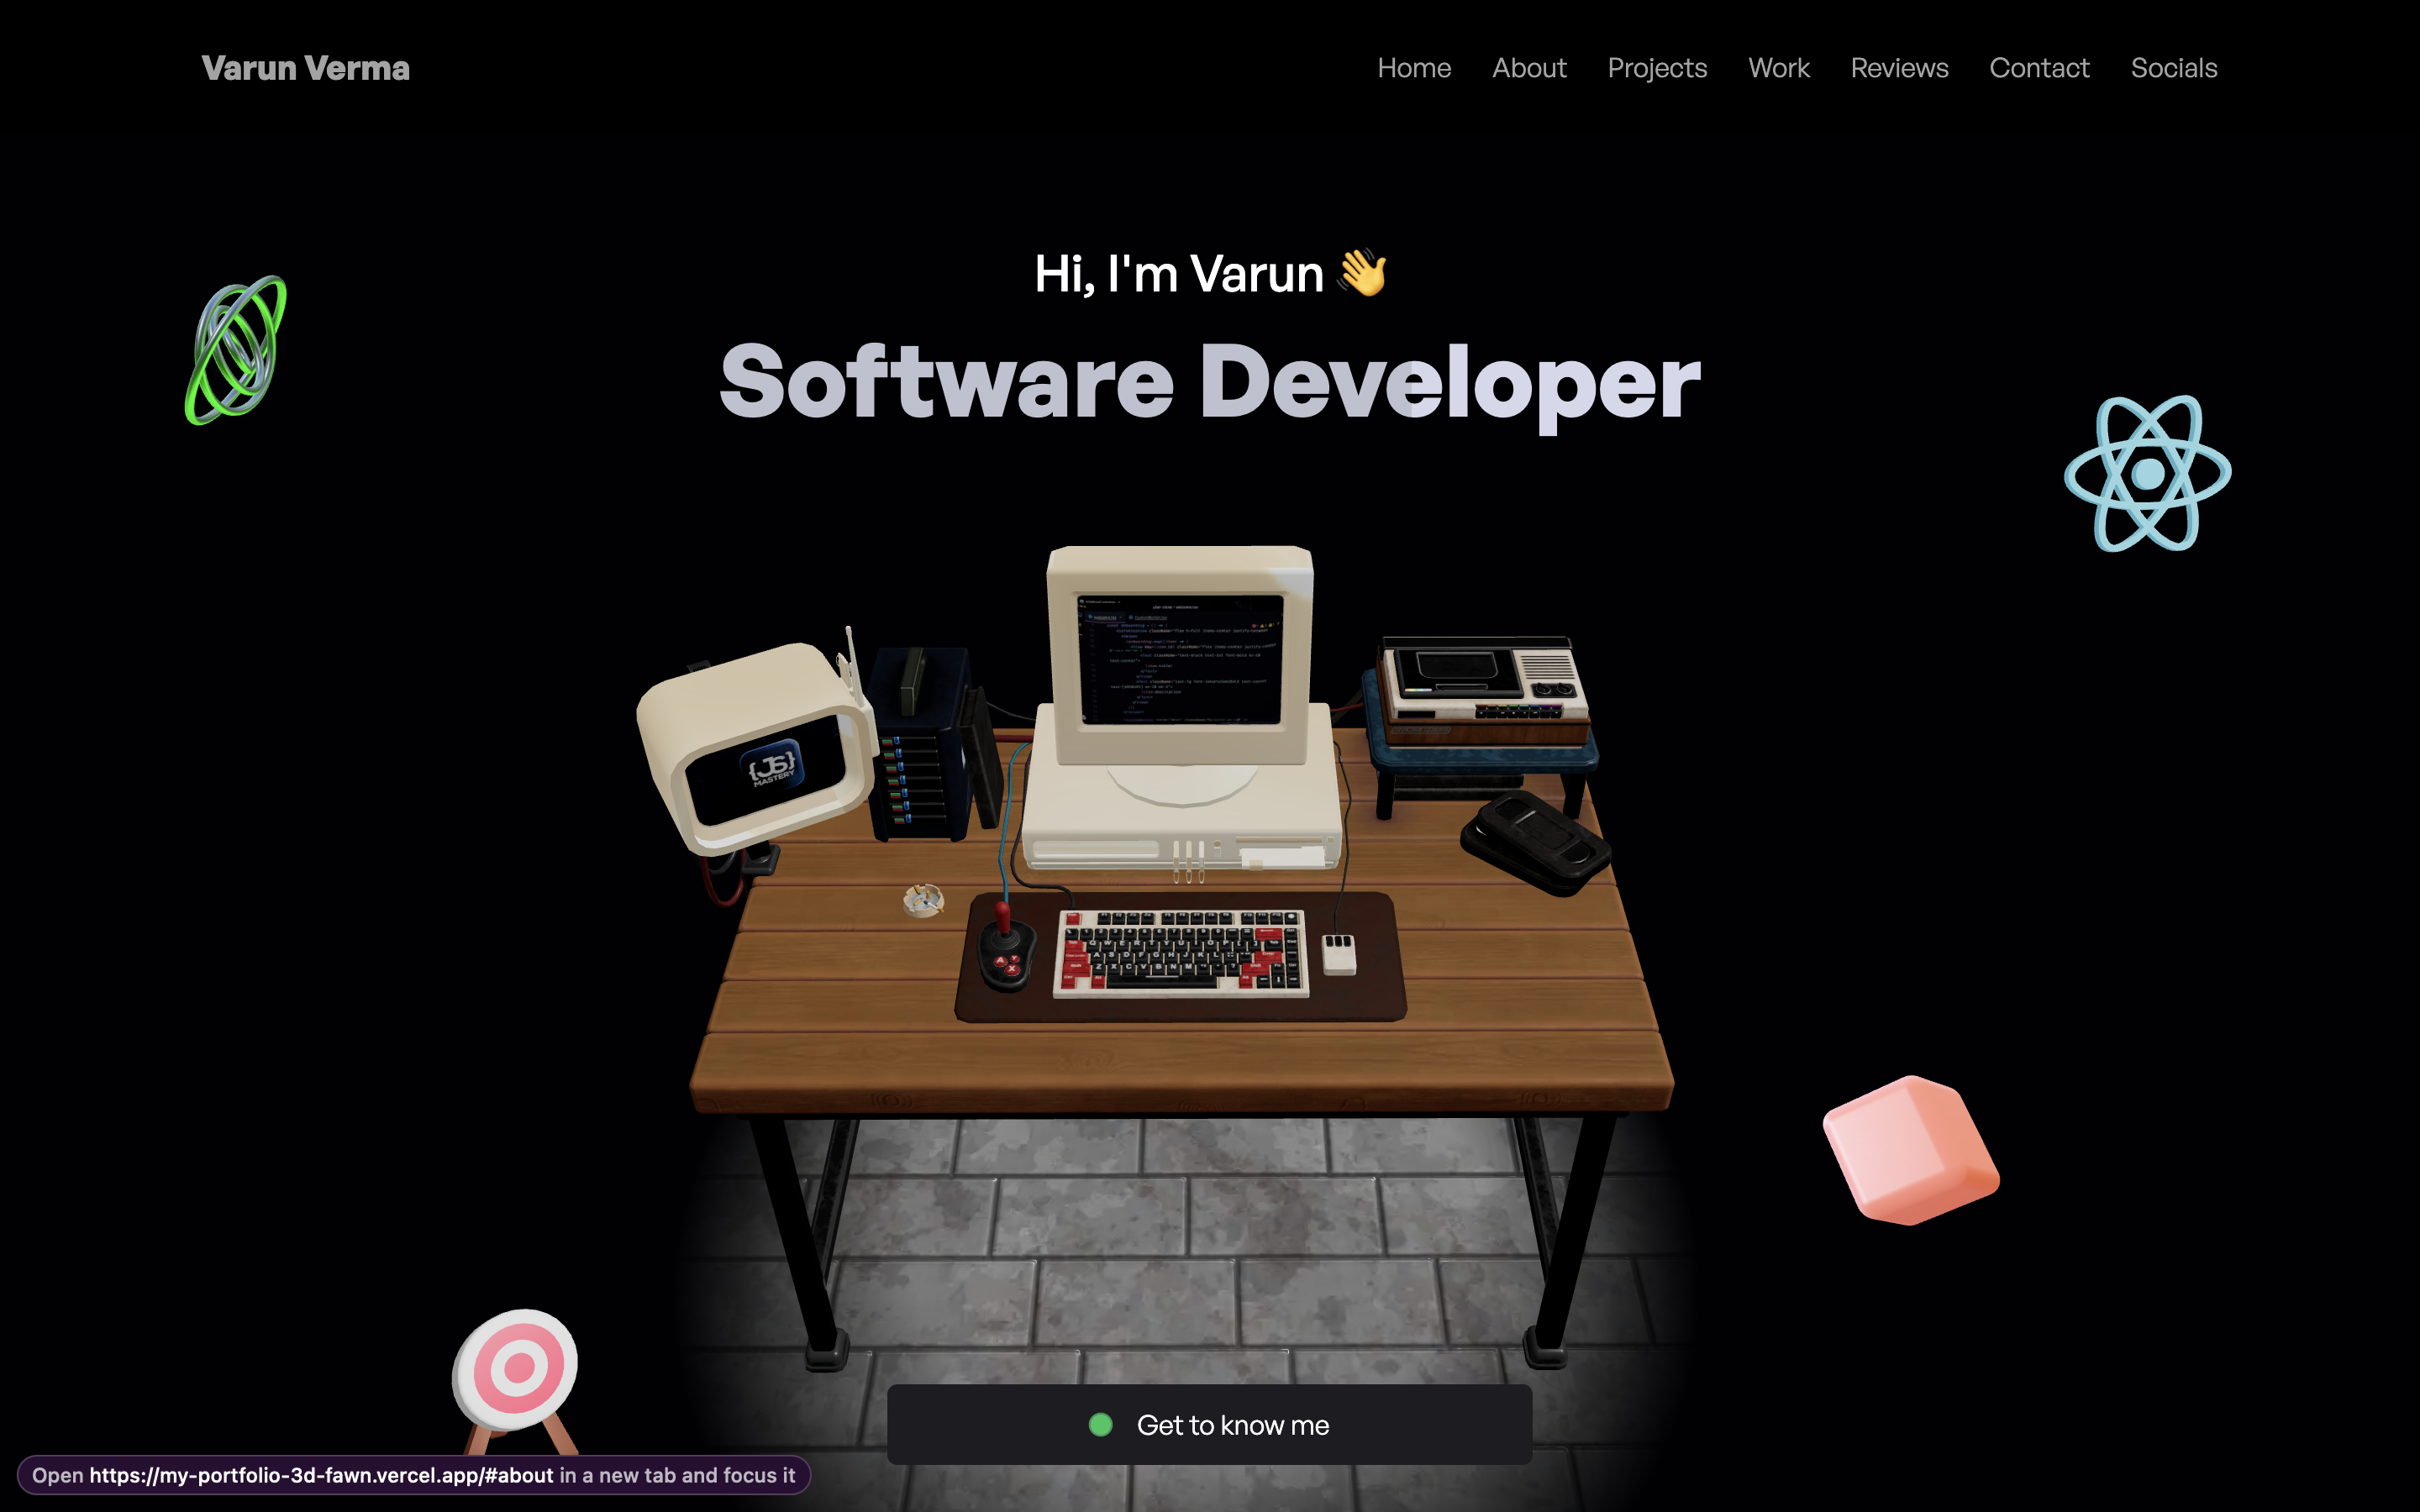 Varun Verma
Home About Projects Work Reviews Contact Socials
Hi, I'm Varun 👋
Software Developer
{JS}
MASTERY
A Y
X
Get to know me
Open https://my-portfolio-3d-fawn.vercel.app/#about in a new tab and focus it